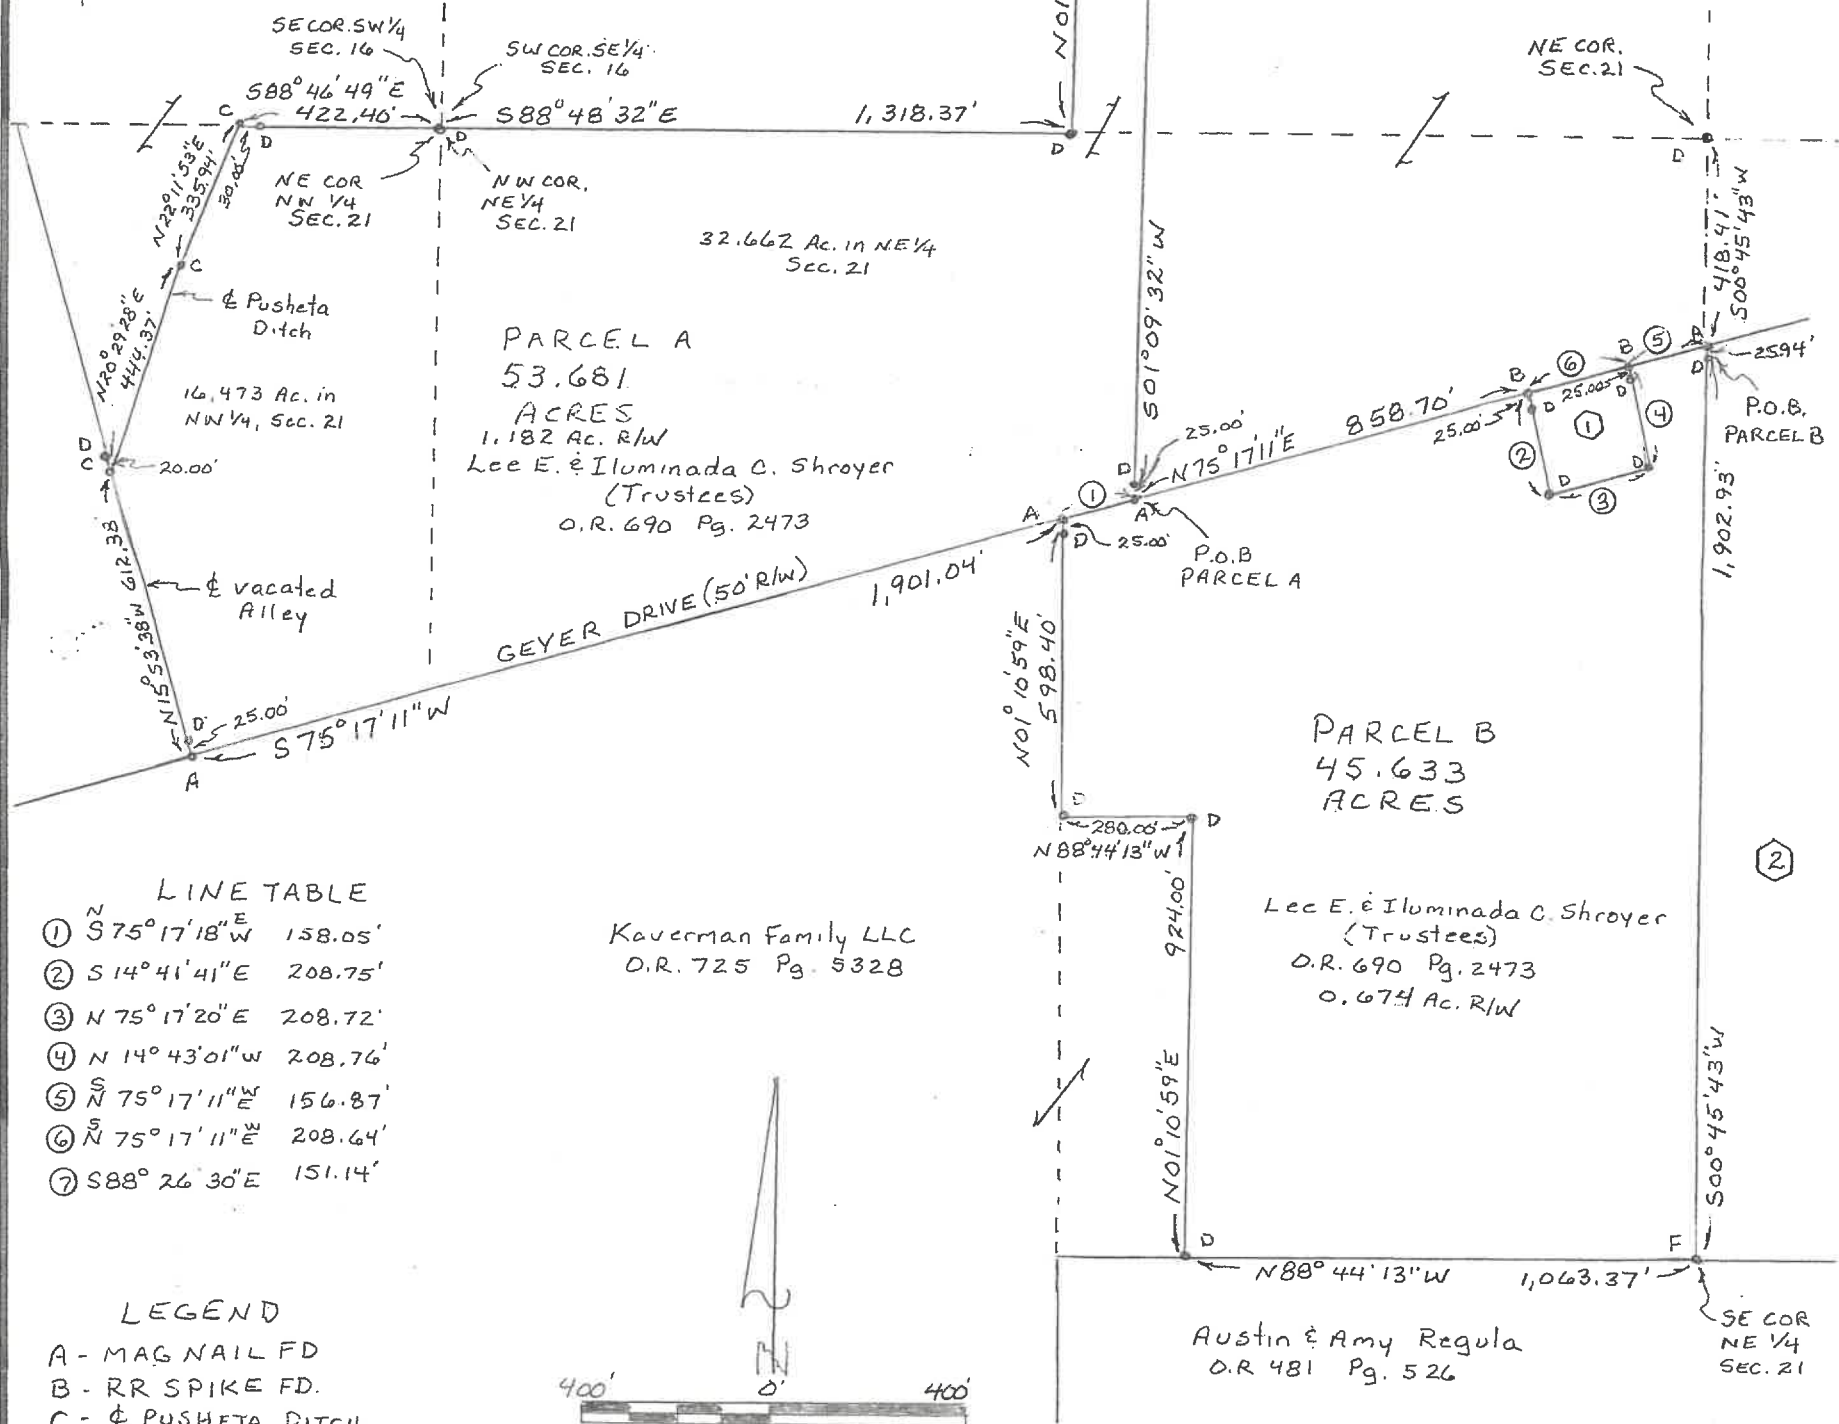 SE COR. SW 1/4
SEC. 16
SW COR. SE 1/4
SEC. 16
N01
NE COR.
SEC. 21
S88° 46' 49" E
422.40'
S88° 48' 32" E
1,318.37'
C
D
D
D
D
N22° 11' 53" E
335.94'
30.00'
NE COR
NW 1/4
SEC. 21
NW COR.
NE 1/4
SEC. 21
32.662 Ac. in NE 1/4
Sec. 21
S01° 09' 32" W
418.41'
S00° 45' 43" W
C
℄ Pusheta
Ditch
N20° 29' 28" E
444.37'
16,473 Ac. in
NW 1/4, Sec. 21
PARCEL A
53.681
ACRES
1.182 Ac. R/W
Lee E. & Iluminada C. Shroyer
(Trustees)
O.R. 690 Pg. 2473
D
C
20.00'
N15° 53' 38" W 612.38
℄ vacated
Alley
D
25.00'
A
S 75° 17' 11" W
GEYER DRIVE (50' R/W)
1,901.04'
A
①
D
25.00'
D
25.00'
A
P.O.B
PARCEL A
N 75° 17' 11" E
858.70'
B
⑥
B
⑤
A
25.94'
D
25.00'
D
25.00'
D
①
②
④
D
③
D
P.O.B.
PARCEL B
1,902.93'
N01° 10' 59" E
598.40'
D
280.00'
D
N 88° 44' 13" W
924.00'
N01° 10' 59" E
PARCEL B
45.633
ACRES
②
Lee E. & Iluminada C. Shroyer
(Trustees)
O.R. 690 Pg. 2473
0.674 Ac. R/W
S00° 45' 43" W
D
F
N88° 44' 13" W
1,063.37'
SE COR
NE 1/4
SEC. 21
Austin & Amy Regula
O.R 481 Pg. 526
Kaverman Family LLC
O.R. 725 Pg. 5328
LINE TABLE
N E
① S 75° 17' 18" W 158.05'
② S 14° 41' 41" E 208.75'
③ N 75° 17' 20" E 208.72'
④ N 14° 43' 01" W 208.76'
S W
⑤ N 75° 17' 11" E 156.87'
S W
⑥ N 75° 17' 11" E 208.64'
⑦ S88° 26' 30" E 151.14'
LEGEND
A - MAG NAIL FD
B - RR SPIKE FD.
C - ℄ PUSHETA DITCH
N
400' 0' 400'